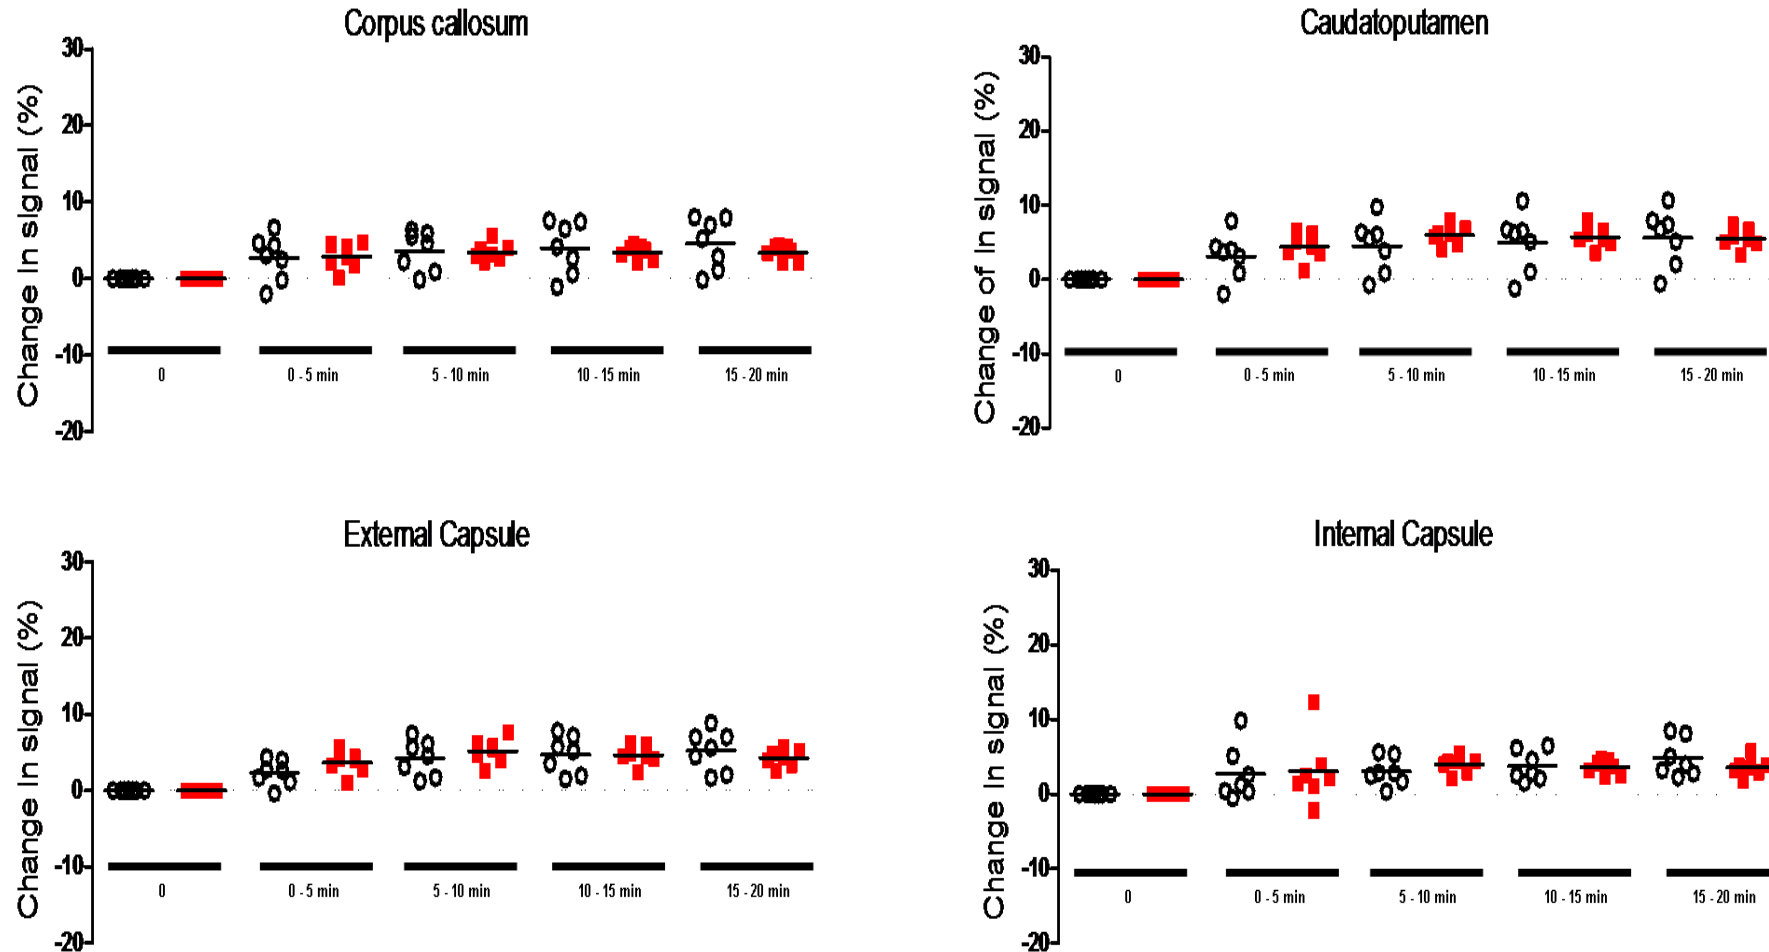 Corpus callosum
Change In signal (%)
30
20
10
0
-10
-20
0
0 - 5 min
5 - 10 min
10 - 15 min
15 - 20 min
Caudatoputamen
Change of In signal (%)
30
20
10
0
-10
-20
0
0 - 5 min
5 - 10 min
10 - 15 min
15 - 20 min
External Capsule
Change In signal (%)
30
20
10
0
-10
-20
0
0 - 5 min
5 - 10 min
10 - 15 min
15 - 20 min
Internal Capsule
Change In signal (%)
30
20
10
0
-10
-20
0
0 - 5 min
5 - 10 min
10 - 15 min
15 - 20 min